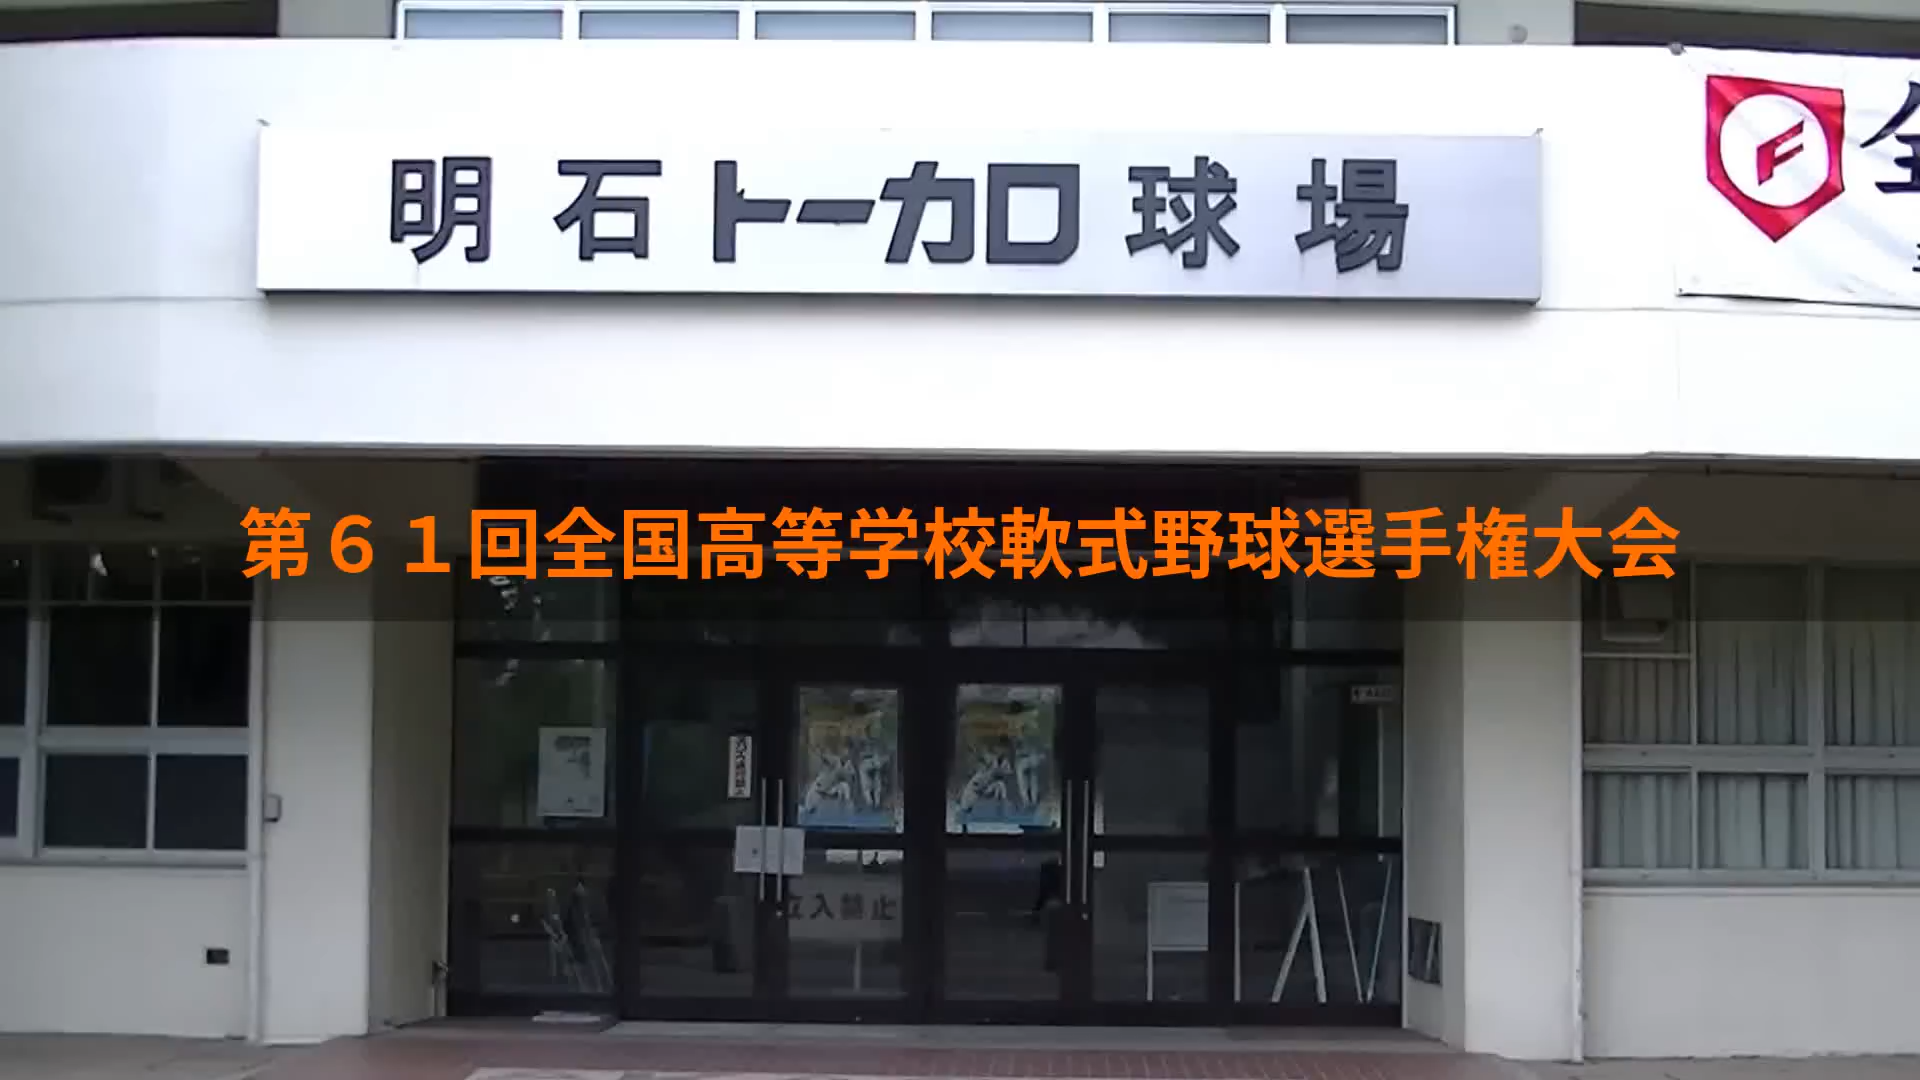 明石トーカロ球場
全
第６１回全国高等学校軟式野球選手権大会
立入禁止